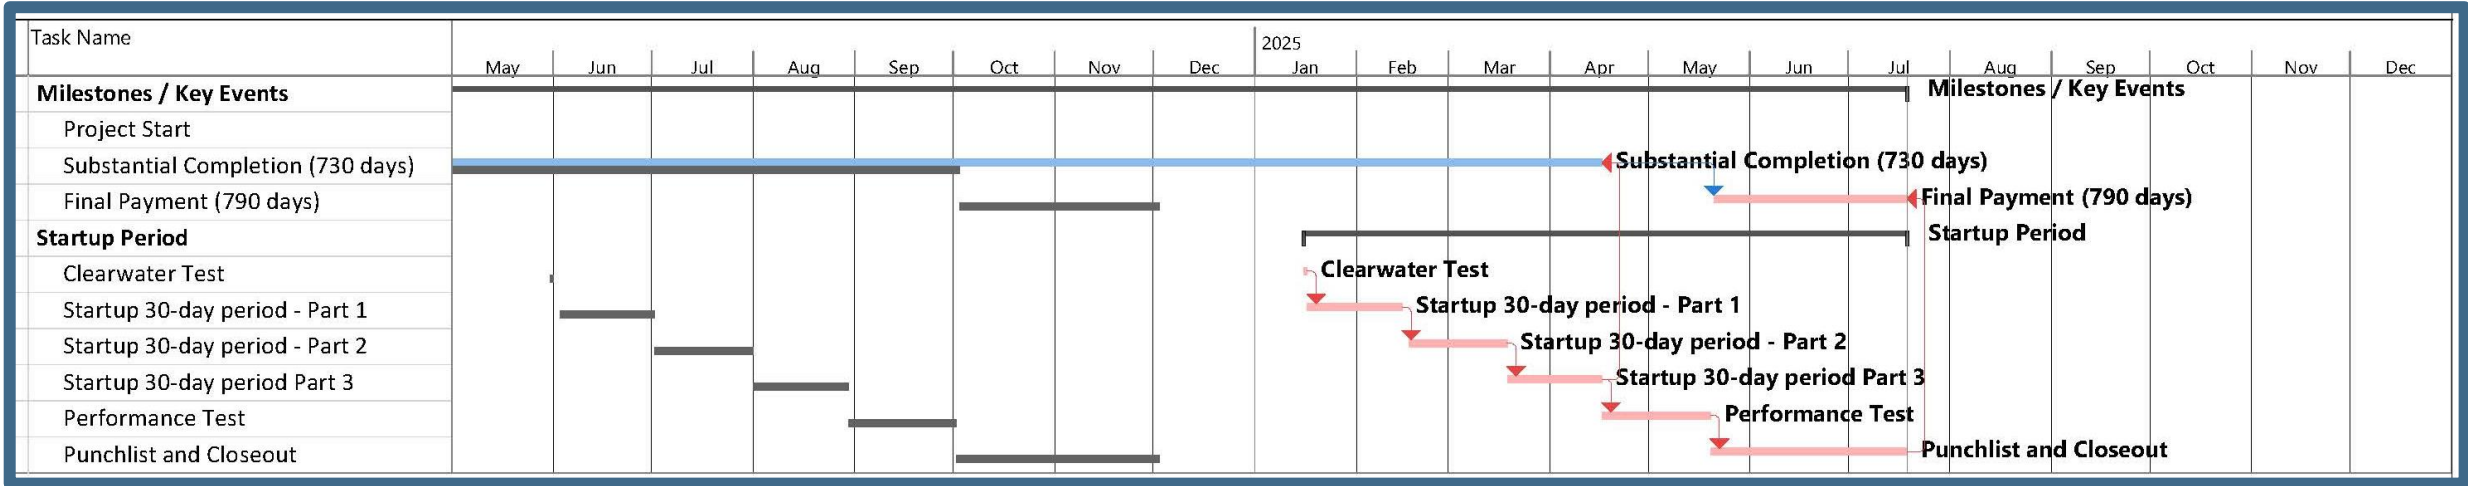 Task Name
2025
May Jun Jul Aug Sep Oct Nov Dec Jan Feb Mar Apr May Jun Jul Aug Sep Oct Nov Dec
Milestones / Key Events Milestones / Key Events
Project Start
Substantial Completion (730 days) Substantial Completion (730 days)
Final Payment (790 days) Final Payment (790 days)
Startup Period Startup Period
Clearwater Test Clearwater Test
Startup 30-day period - Part 1 Startup 30-day period - Part 1
Startup 30-day period - Part 2 Startup 30-day period - Part 2
Startup 30-day period Part 3 Startup 30-day period Part 3
Performance Test Performance Test
Punchlist and Closeout Punchlist and Closeout